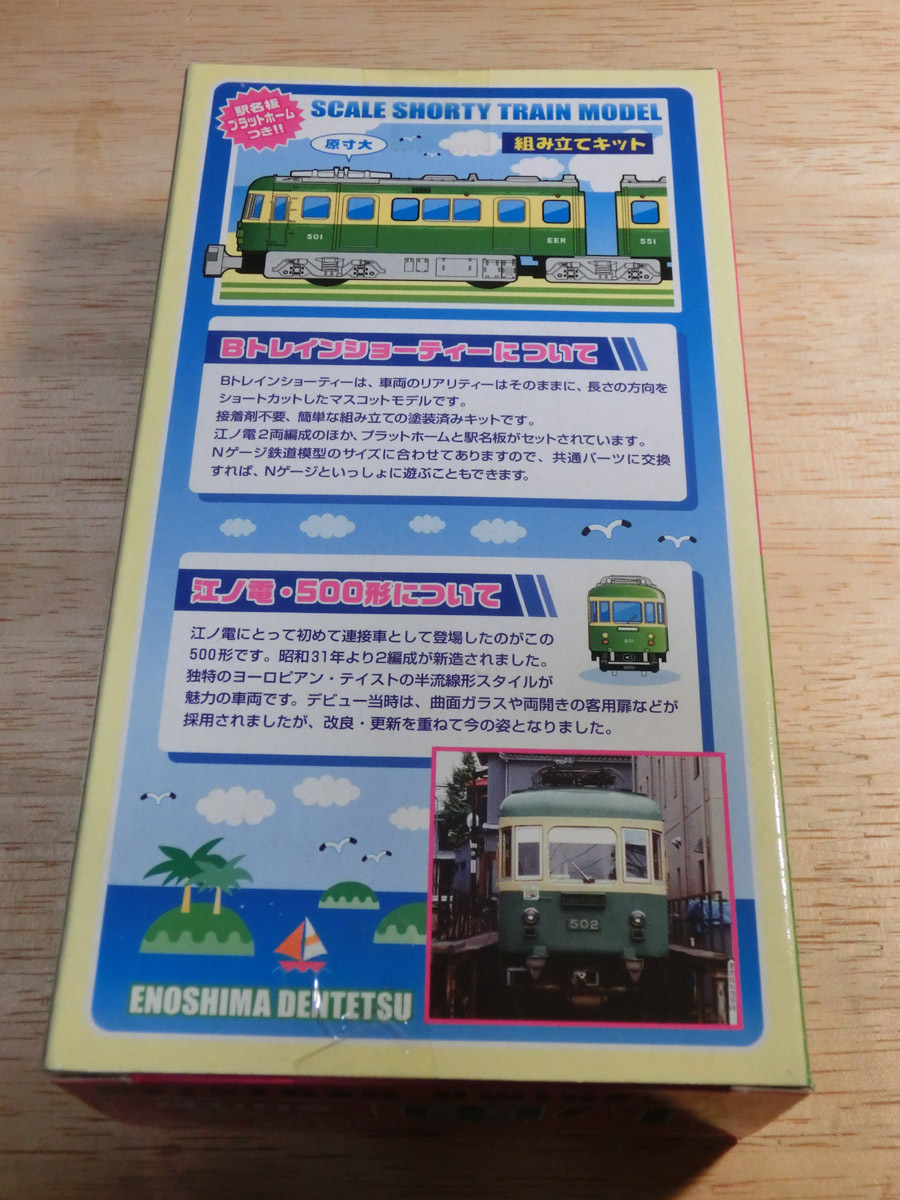 駅名板
プラットホーム
つき!!
SCALE SHORTY TRAIN MODEL
原寸大
組み立てキット
501
EER
551
Bトレインショーティーについて
Bトレインショーティーは、車両のリアリティーはそのままに、長さの方向を
ショートカットしたマスコットモデルです。
接着剤不要、簡単な組み立ての塗装済みキットです。
江ノ電2両編成のほか、プラットホームと駅名板がセットされています。
Nゲージ鉄道模型のサイズに合わせてありますので、共通パーツに交換
すれば、Nゲージといっしょに遊ぶこともできます。
江ノ電・500形について
江ノ電にとって初めて連接車として登場したのがこの
500形です。昭和31年より2編成が新造されました。
独特のヨーロピアン・テイストの半流線形スタイルが
魅力の車両です。デビュー当時は、曲面ガラスや両開きの客用扉などが
採用されましたが、改良・更新を重ねて今の姿となりました。
502
ENOSHIMA DENTETSU